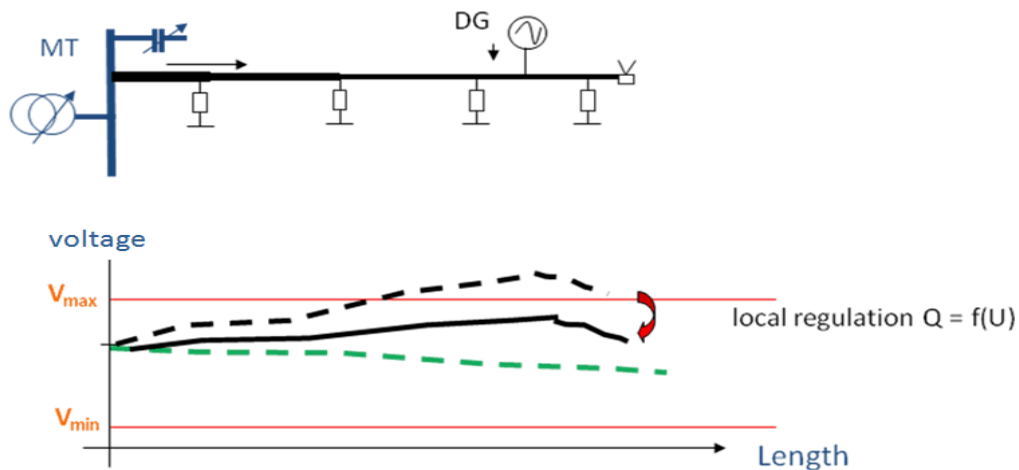 DG
MT
voltage
Vmax
local regulation Q = f(U)
Vmin
Length